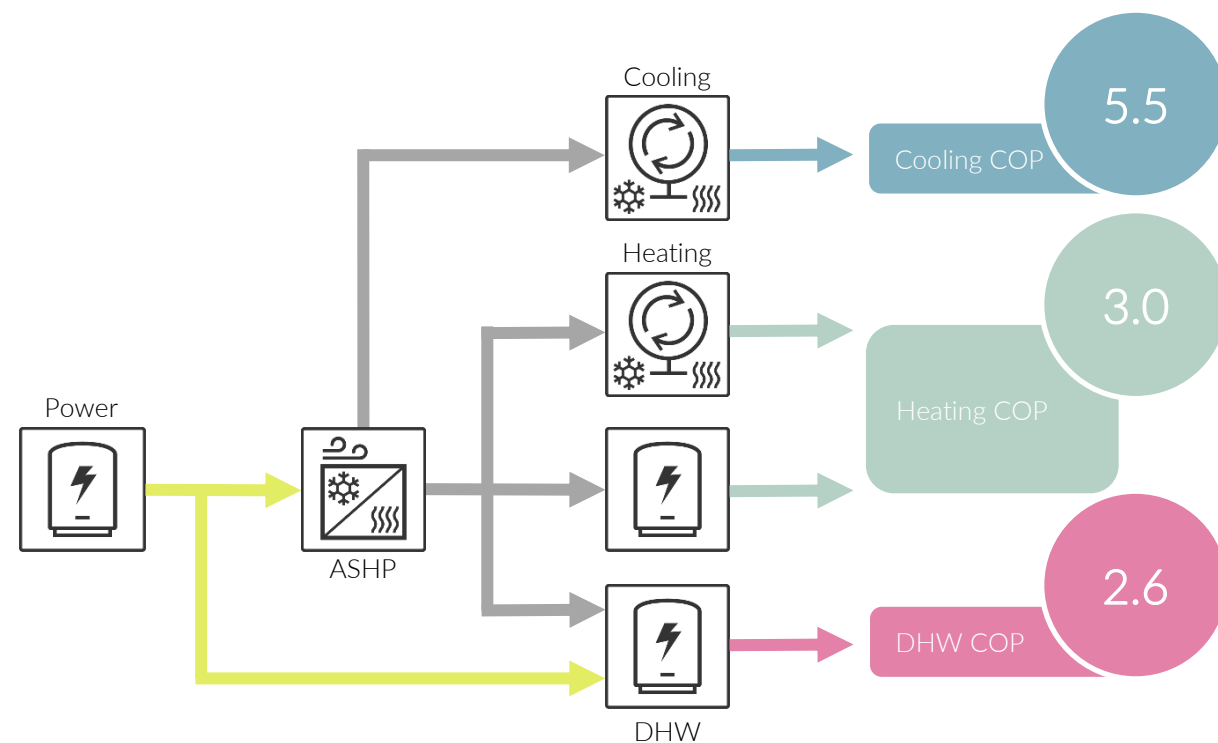 Cooling
5.5
Cooling COP
Heating
3.0
Heating COP
Power
ASHP
2.6
DHW COP
DHW